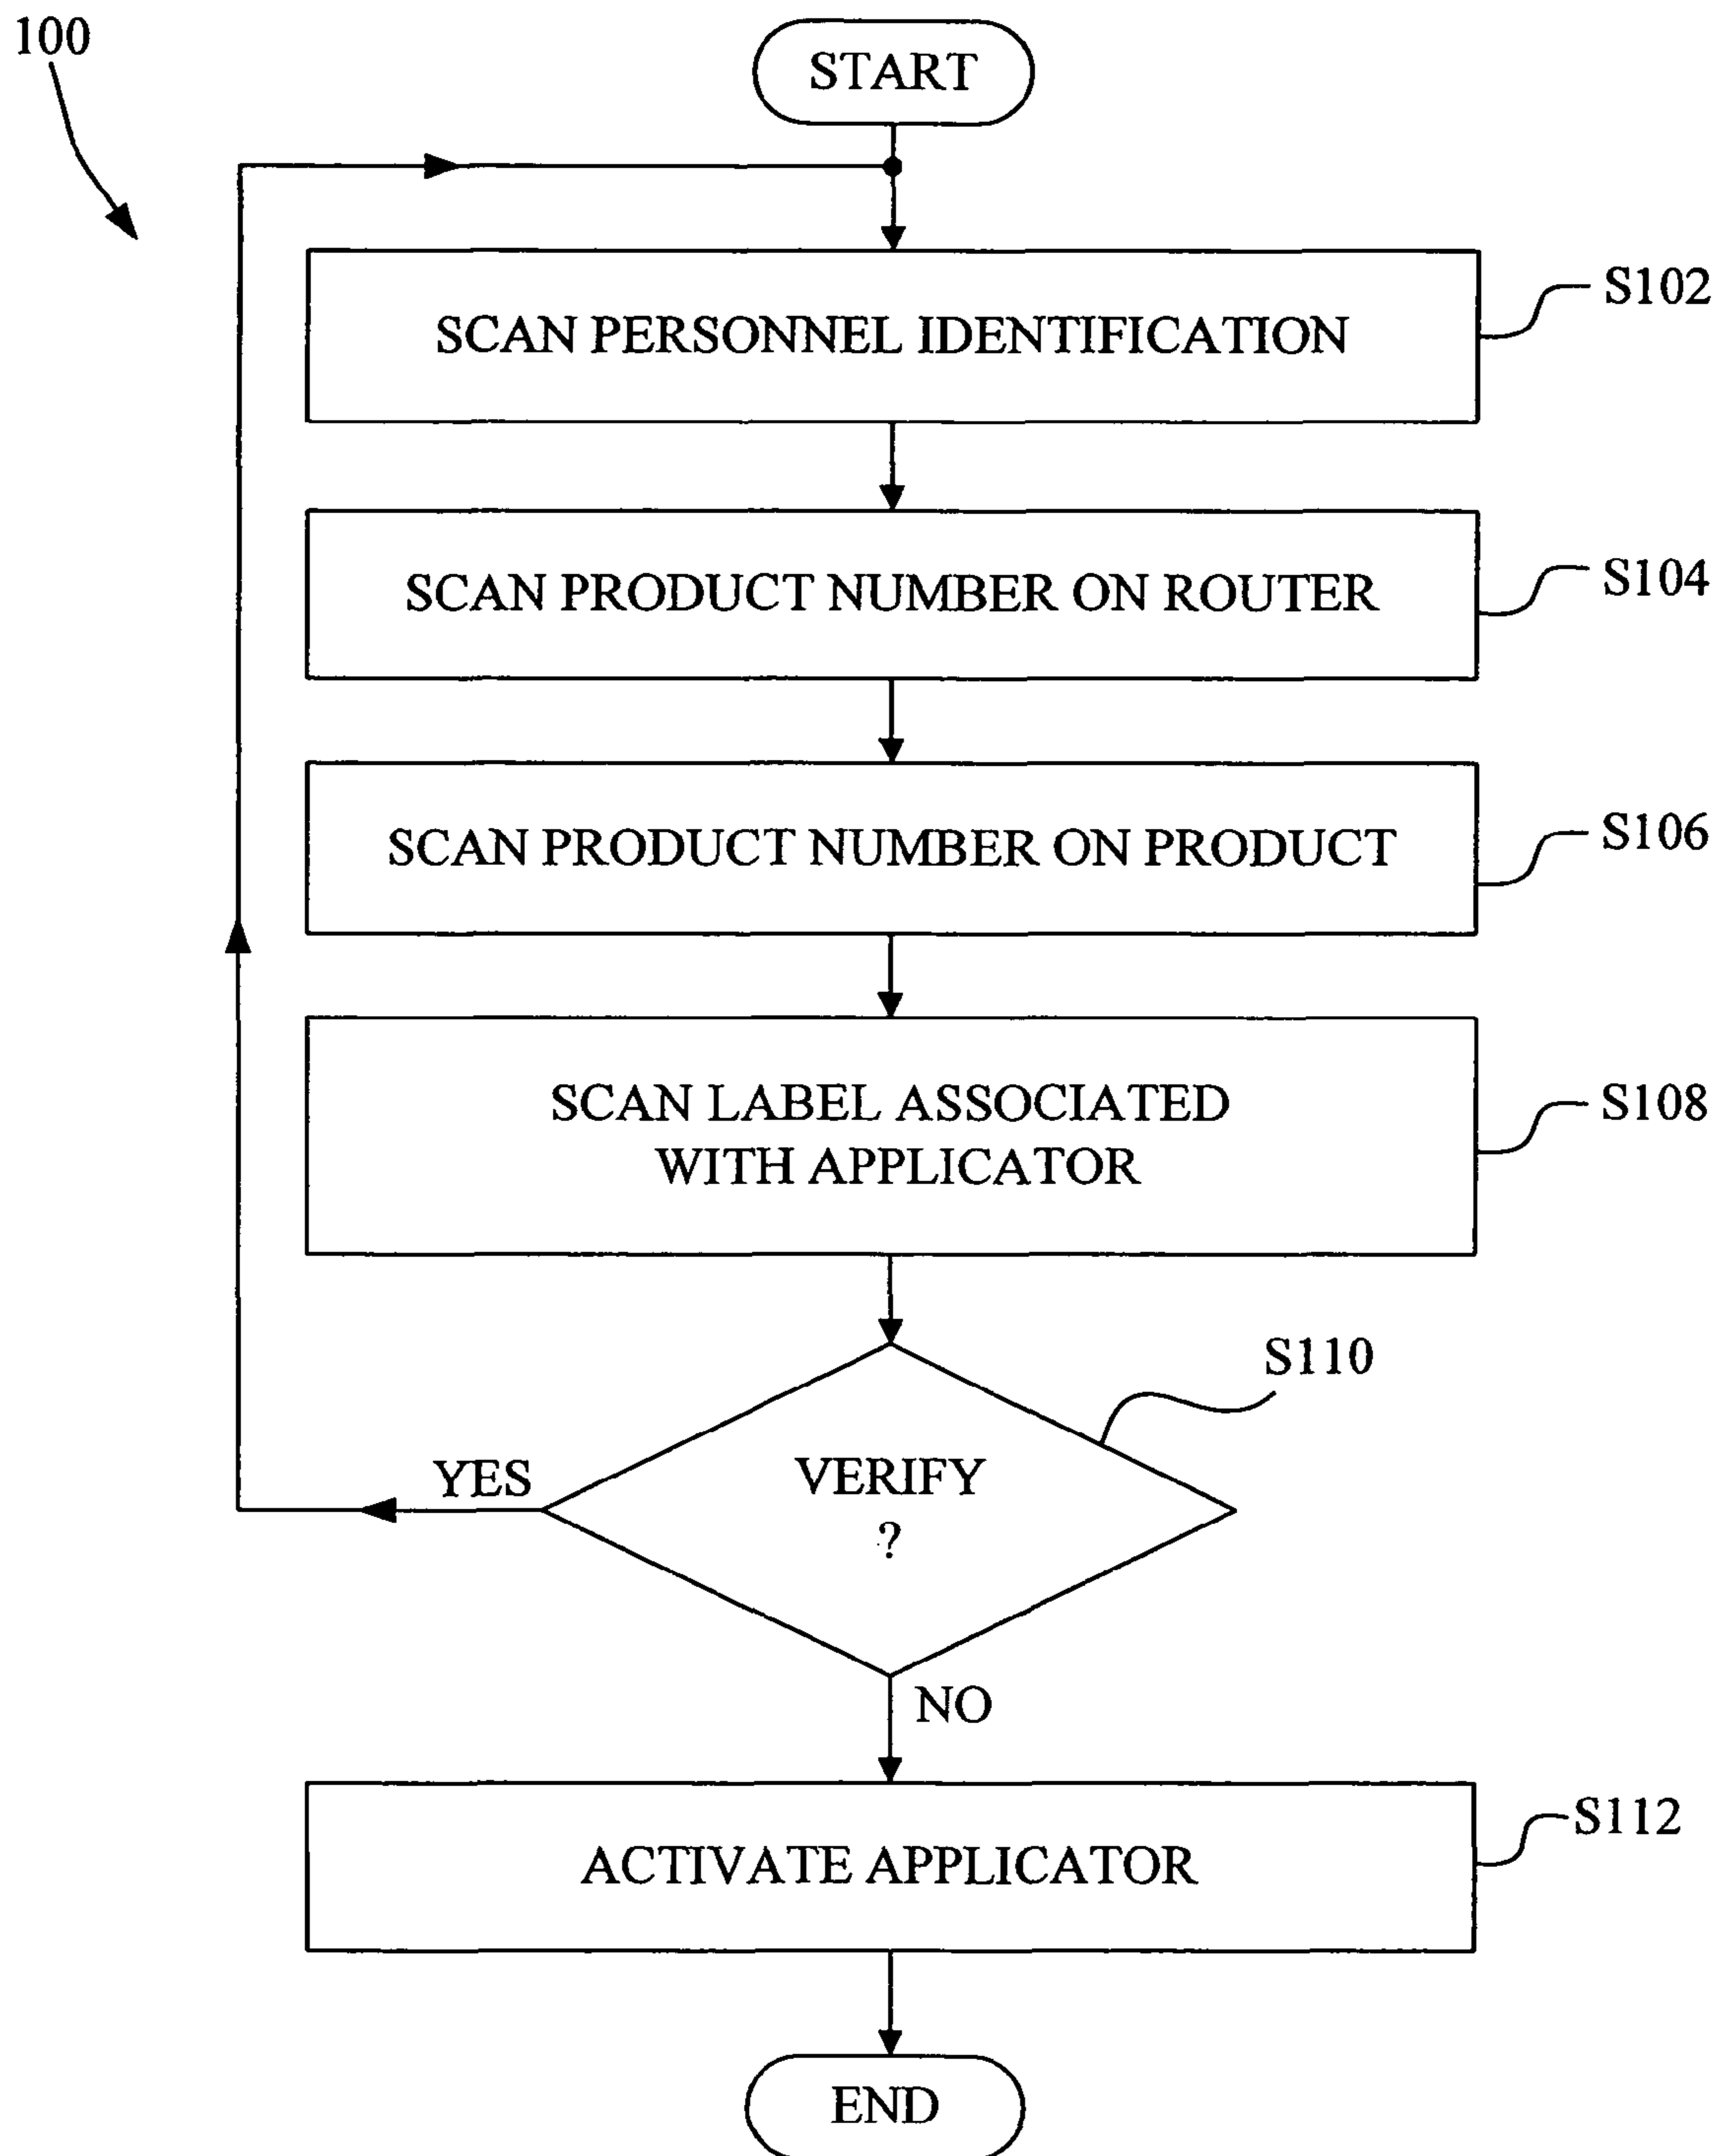 100
START
SCAN PERSONNEL IDENTIFICATION
S102
SCAN PRODUCT NUMBER ON ROUTER
S104
SCAN PRODUCT NUMBER ON PRODUCT
S106
SCAN LABEL ASSOCIATED
WITH APPLICATOR
S108
S110
VERIFY
?
YES
NO
ACTIVATE APPLICATOR
S112
END